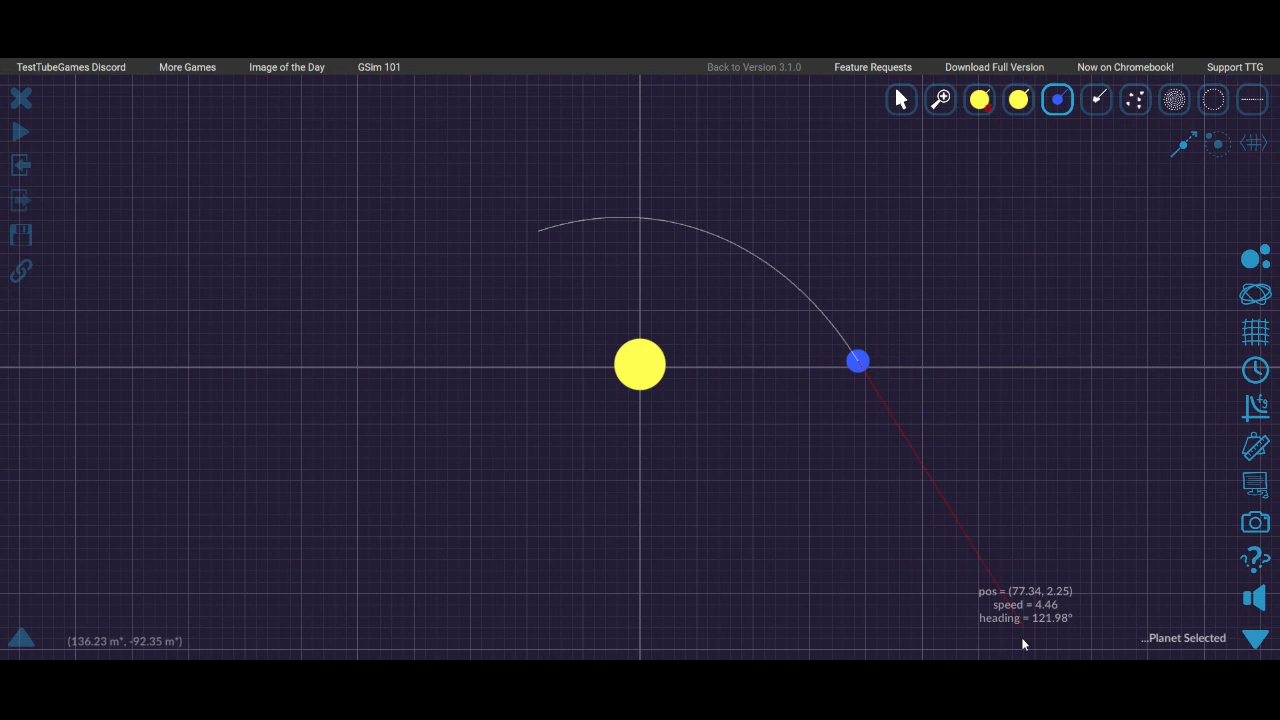 TestTubeGames Discord More Games Image of the Day GSim 101 Back to Version 3.1.0 Feature Requests Download Full Version Now on Chromebook! Support TTG
pos = (77.34, 2.25)
speed = 4.46
heading = 121.98°
(136.23 m*, -92.35 m*)
...Planet Selected